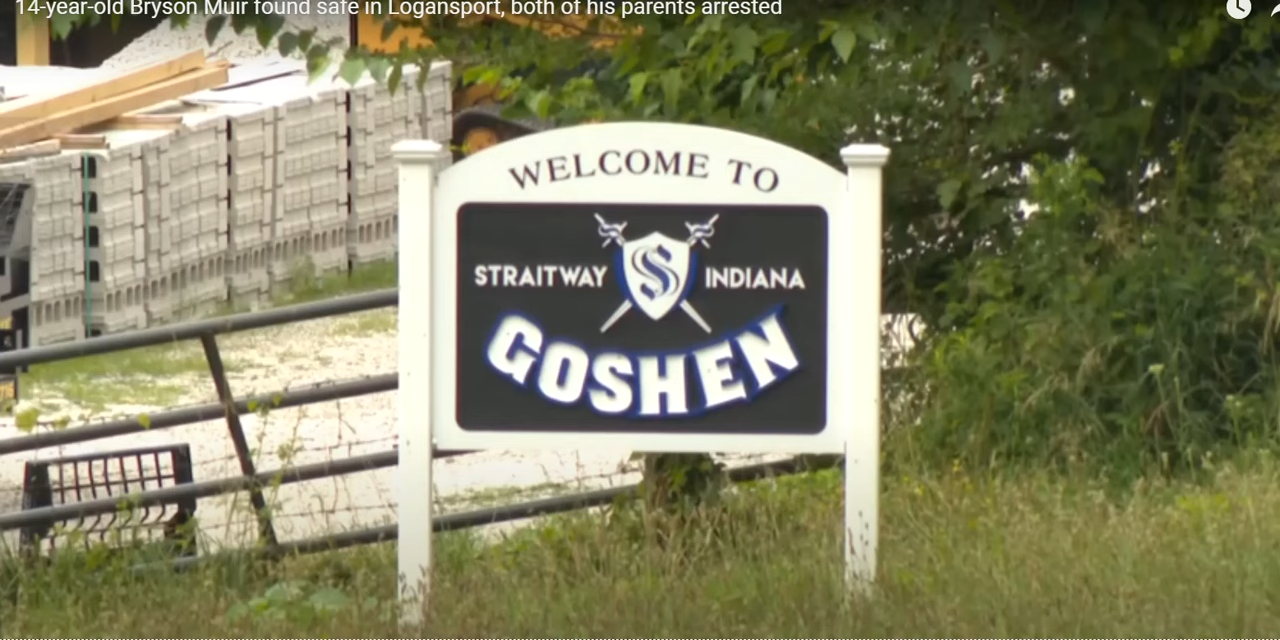 14-year-old Bryson Muir found safe in Logansport, both of his parents arrested
WELCOME TO
STRAITWAY S INDIANA
GOSHEN